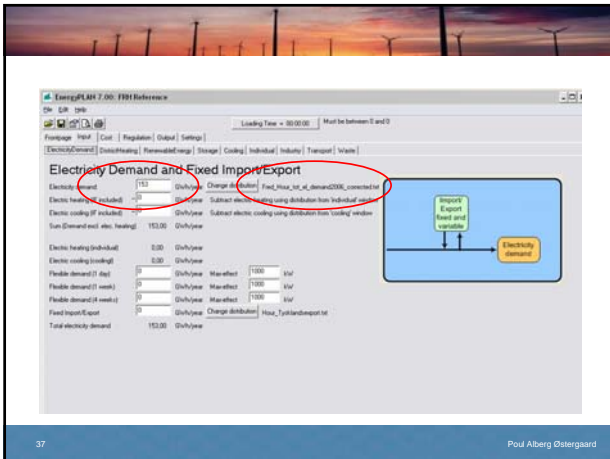 EnergyPLAN 7.00: FRH Reference
File Edit Help
Loading Time = 00:00:00 Must be between 0 and 0
Frontpage Input Cost Regulation Output Settings
ElectricityDemand DistrictHeating RenewableEnergy Storage Cooling Individual Industry Transport Waste
Electricity Demand and Fixed Import/Export
Electricity demand 153 GWh/year Change distribution Fred_Hour_tot_el_demand2006_corrected.txt
Electric heating (IF included) - 0 GWh/year Subtract electric heating using distribution from 'individual' window
Electric cooling (IF included) - 0 GWh/year Subtract electric cooling using distribution from 'cooling' window
Sum (Demand excl. elec. heating) 153,00 GWh/year
Electric heating (individual) 0,00 GWh/year
Electric cooling (cooling) 0,00 GWh/year
Flexible demand (1 day) 0 GWh/year Max-effect 1000 kW
Flexible demand (1 week) 0 GWh/year Max-effect 1000 kW
Flexible demand (4 weeks) 0 GWh/year Max-effect 1000 kW
Fixed Import/Export 0 GWh/year Change distribution Hour_Tysklandsexport.txt
Total electricity demand 153,00 GWh/year
Import/
Export
fixed and
variable
Electricity
demand
37
Poul Alberg Østergaard